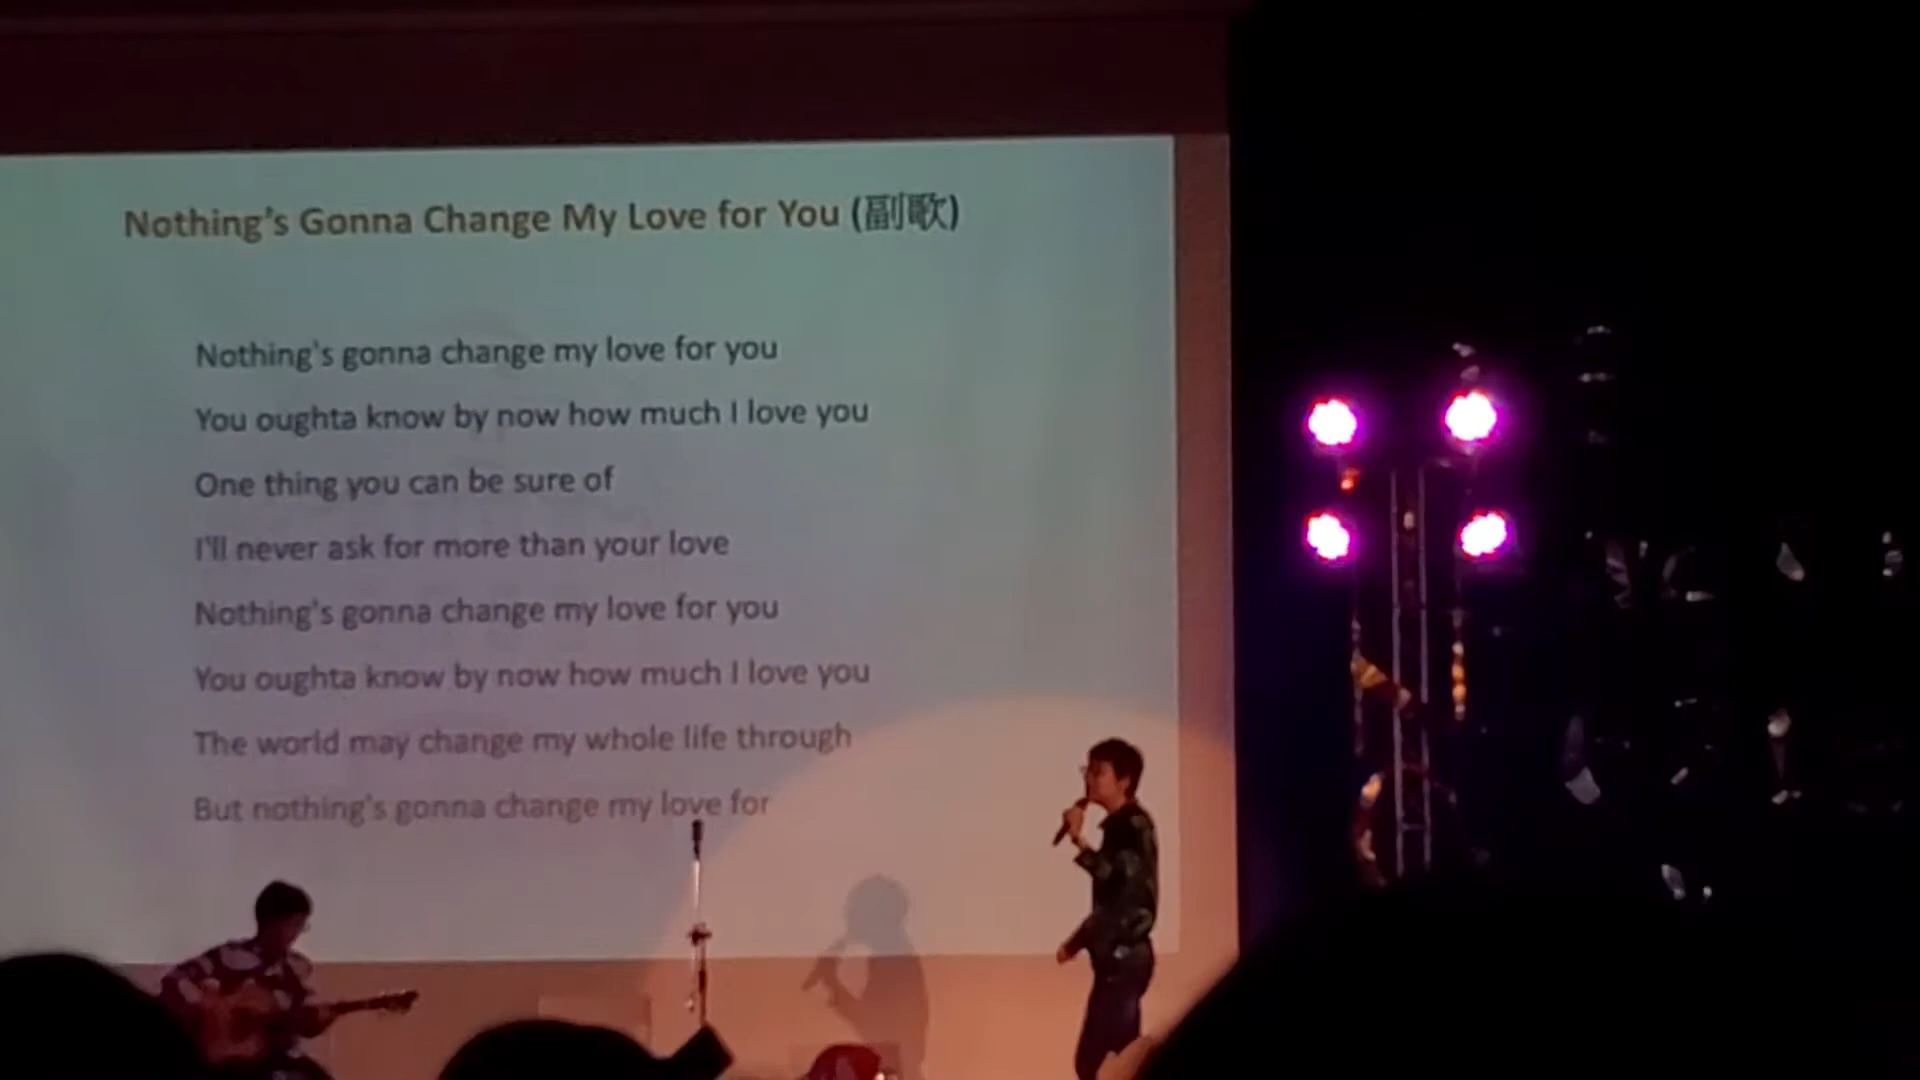 Nothing's Gonna Change My Love for You (副歌)
Nothing's gonna change my love for you
You oughta know by now how much I love you
One thing you can be sure of
I'll never ask for more than your love
Nothing's gonna change my love for you
You oughta know by now how much I love you
The world may change my whole life through
But nothing's gonna change my love for